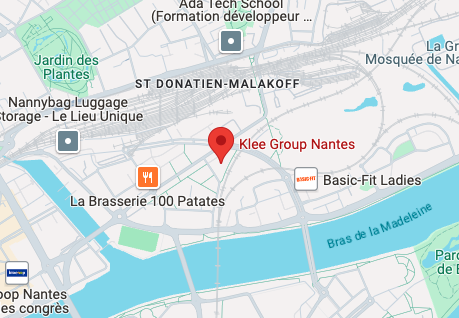 Ada Tech School
(Formation développeur ...
Jardin des
Plantes
La Gr
Mosquée de Na
ST DONATIEN-MALAKOFF
Nannybag Luggage
Storage - Le Lieu Unique
Klee Group Nantes
BASIC-FIT
Basic-Fit Ladies
La Brasserie 100 Patates
Bras de la Madeleine
Parc
de B
oop Nantes
es congrès